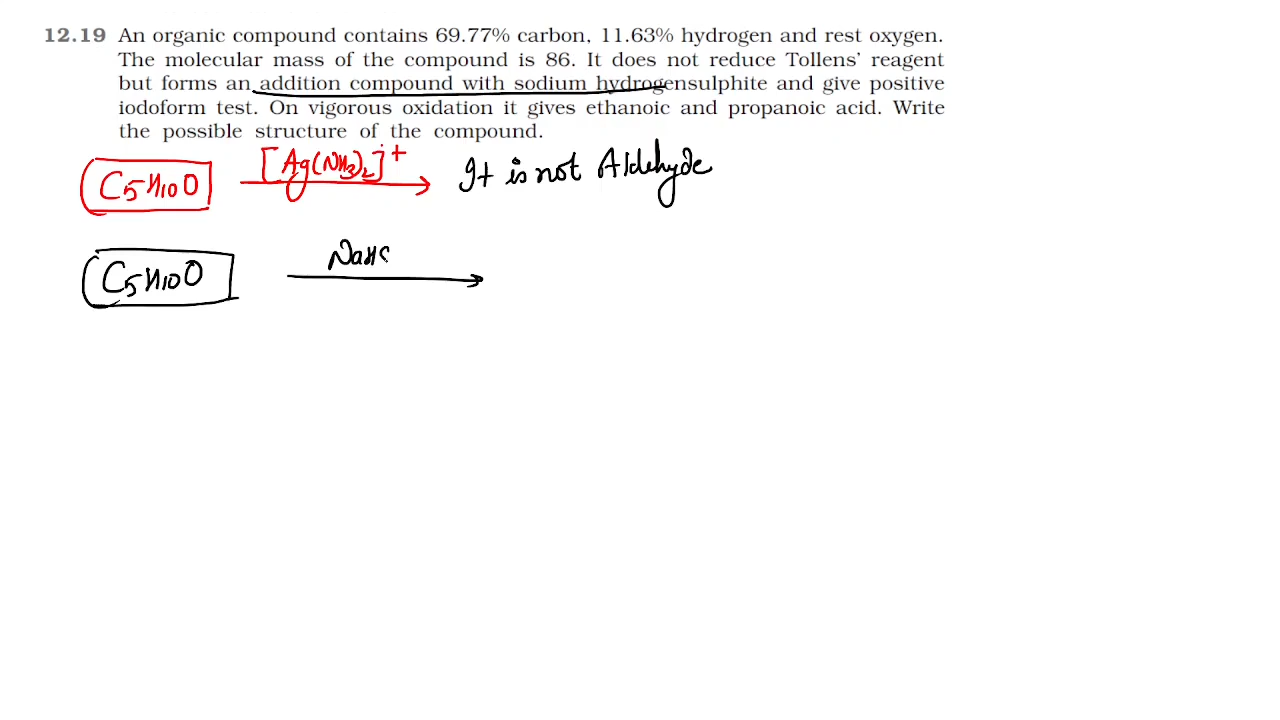 12.19 An organic compound contains 69.77% carbon, 11.63% hydrogen and rest oxygen.
The molecular mass of the compound is 86. It does not reduce Tollens' reagent
but forms an addition compound with sodium hydrogensulphite and give positive
iodoform test. On vigorous oxidation it gives ethanoic and propanoic acid. Write
the possible structure of the compound.
C5H10O [Ag(NH3)2]+ It is not Aldehyde
C5H10O NaHS